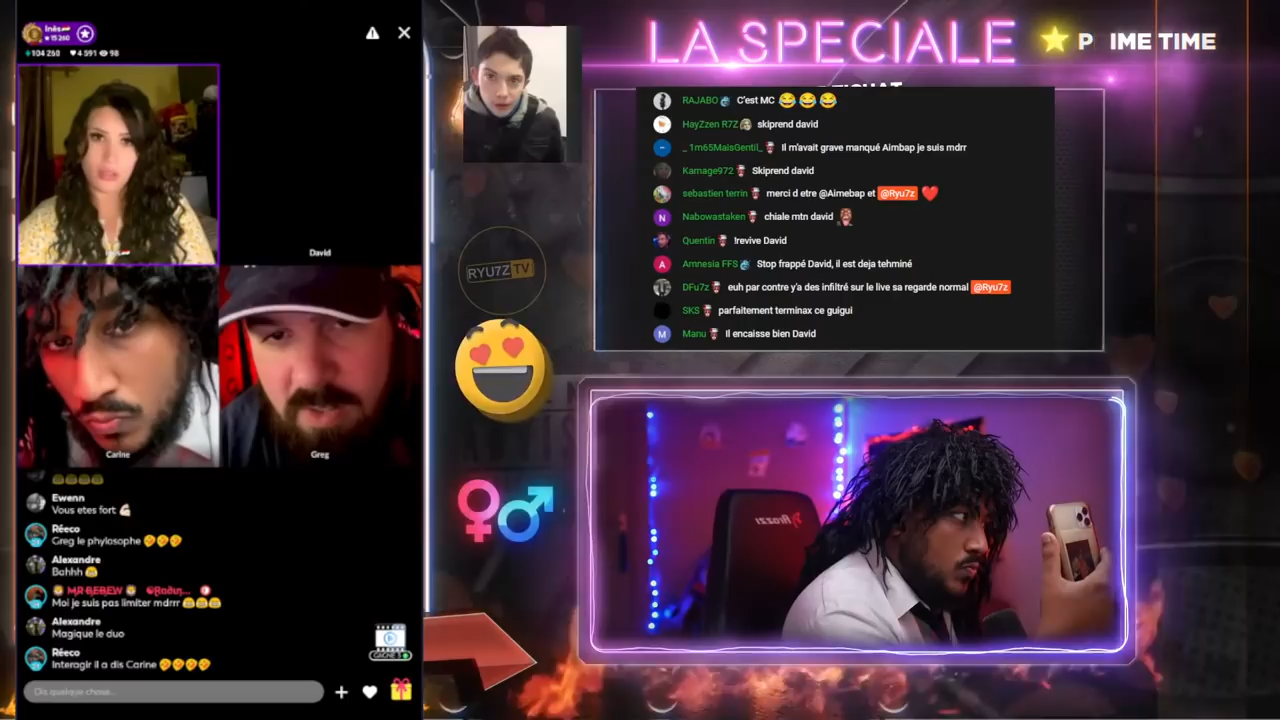 Inès
15 260
104 260 4 591 98
David
Carine
Greg
Ewenn
Vous etes fort
Réeco
Greg le phylosophe
Alexandre
Bahhh
MR BEBEW
Moi je suis pas limiter mdrrr
Alexandre
Magique le duo
Réeco
Interagir il a dis Carine
Dis quelque chose...
LA SPECIALE
P IME TIME
RAJABO C'est MC 😂😂😂
HayZzen R7Z skiprend david
_1m65MaisGentil_ Il m'avait grave manqué Aimbap je suis mdrr
Karnage972 Skiprend david
sebastien terrin merci d etre @Aimebap et @Ryu7z ❤️
N Nabowastaken chiale mtn david
Quentin !revive David
A Amnesia FFS Stop frappé David, il est deja tehminé
DFu7z euh par contre y'a des infiltré sur le live sa regarde normal @Ryu7z
SKS parfaitement terminax ce guigui
M Manu Il encaisse bien David
RYU7Z TV